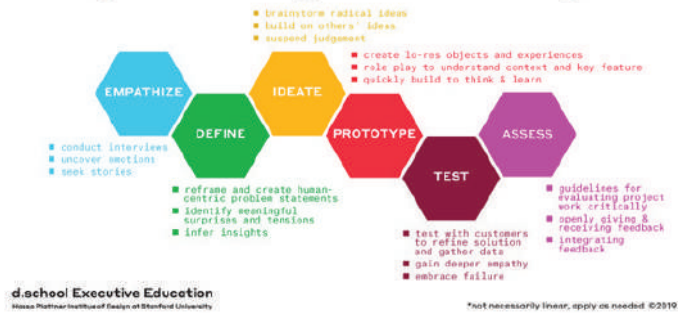 brainstorm radical ideas
build on others' ideas
suspend judgement
EMPATHIZE
conduct interviews
uncover emotions
seek stories
DEFINE
reframe and create human-
centric problem statements
identify meaningful
surprises and tensions
infer insights
IDEATE
create lo-res objects and experiences
role play to understand context and key feature
quickly build to think & learn
PROTOTYPE
TEST
test with customers
to refine solution
and gather data
gain deeper empathy
embrace failure
ASSESS
guidelines for
evaluating project
work critically
openly giving &
receiving feedback
integrating
feedback
d.school Executive Education
Hasso Plattner Institute of Design at Stanford University
*not necessarily linear, apply as needed ©2019